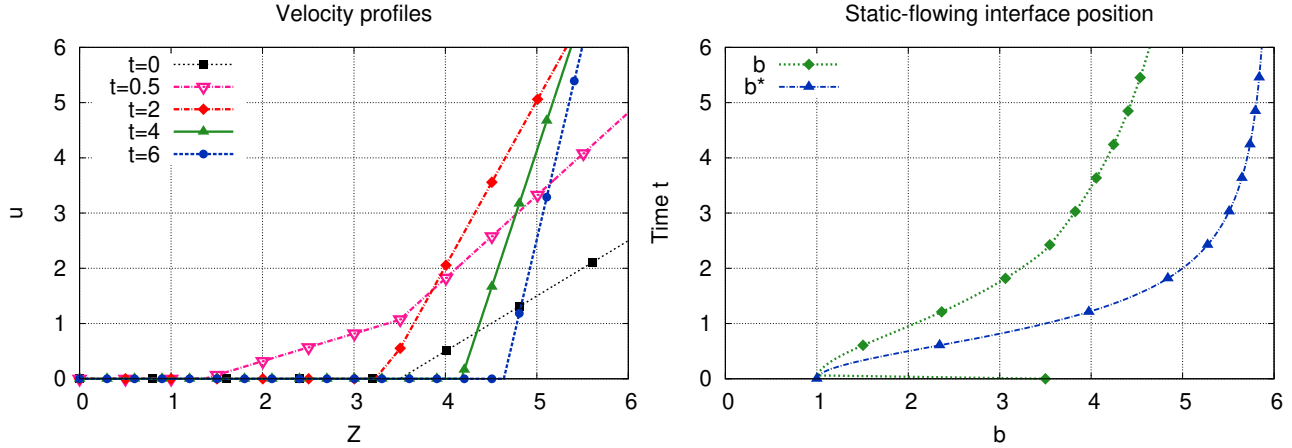 Velocity profiles
6
5
4
3
2
1
0
u
t=0
t=0.5
t=2
t=4
t=6
0 1 2 3 4 5 6
Z
Static-flowing interface position
6
5
4
3
2
1
0
Time t
b
b*
0 1 2 3 4 5 6
b